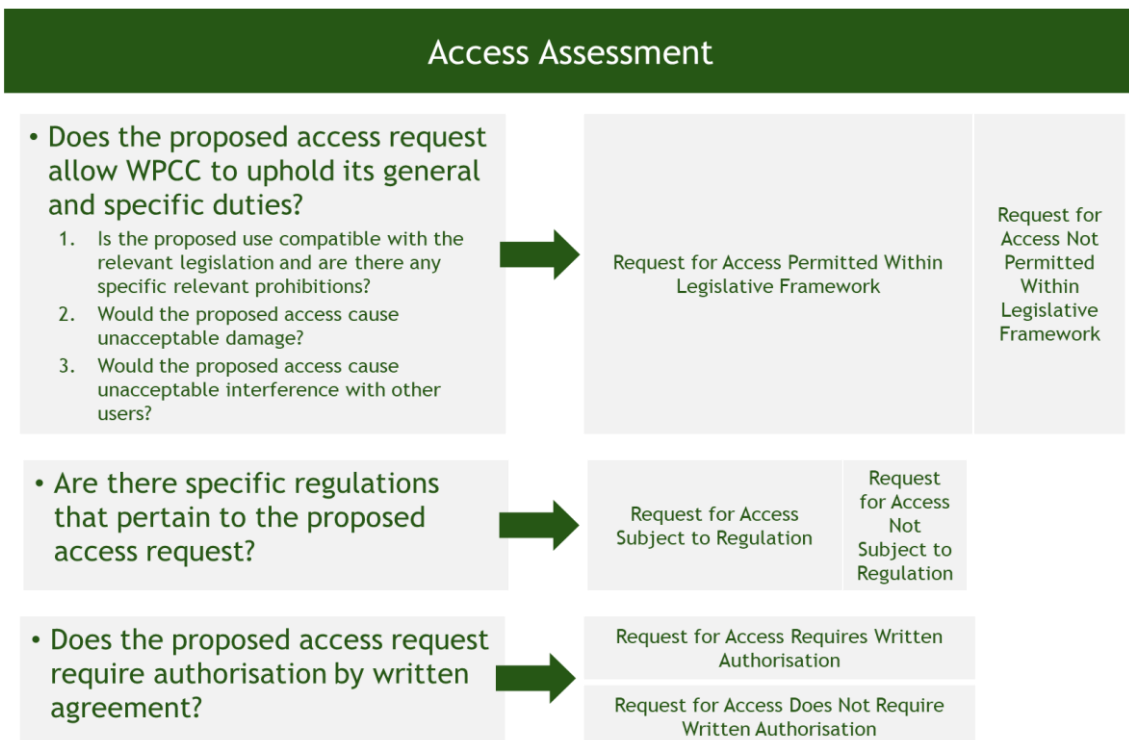 Access Assessment
• Does the proposed access request
allow WPCC to uphold its general
and specific duties?
1. Is the proposed use compatible with the
relevant legislation and are there any
specific relevant prohibitions?
2. Would the proposed access cause
unacceptable damage?
3. Would the proposed access cause
unacceptable interference with other
users?
Request for Access Permitted Within
Legislative Framework
Request for
Access Not
Permitted
Within
Legislative
Framework
• Are there specific regulations
that pertain to the proposed
access request?
Request for Access
Subject to Regulation
Request
for Access
Not
Subject to
Regulation
• Does the proposed access request
require authorisation by written
agreement?
Request for Access Requires Written
Authorisation
Request for Access Does Not Require
Written Authorisation